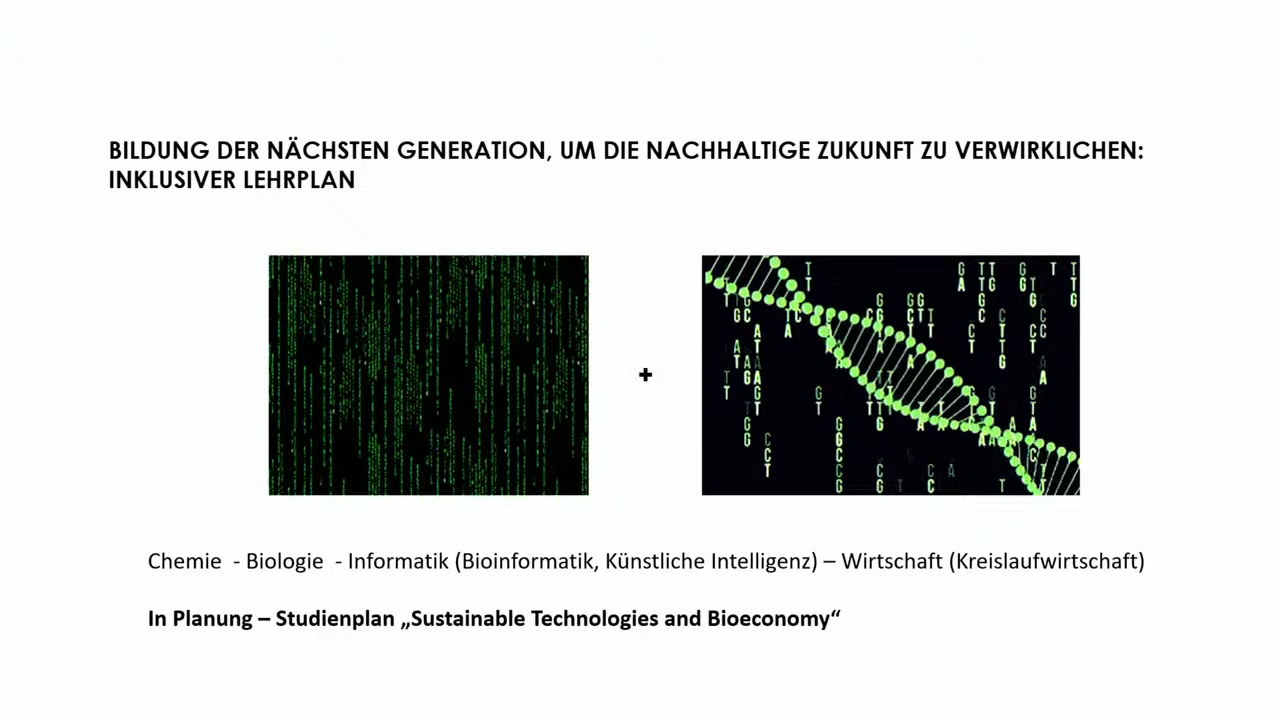 BILDUNG DER NÄCHSTEN GENERATION, UM DIE NACHHALTIGE ZUKUNFT ZU VERWIRKLICHEN:
INKLUSIVER LEHRPLAN
+
Chemie - Biologie - Informatik (Bioinformatik, Künstliche Intelligenz) – Wirtschaft (Kreislaufwirtschaft)
In Planung – Studienplan „Sustainable Technologies and Bioeconomy“